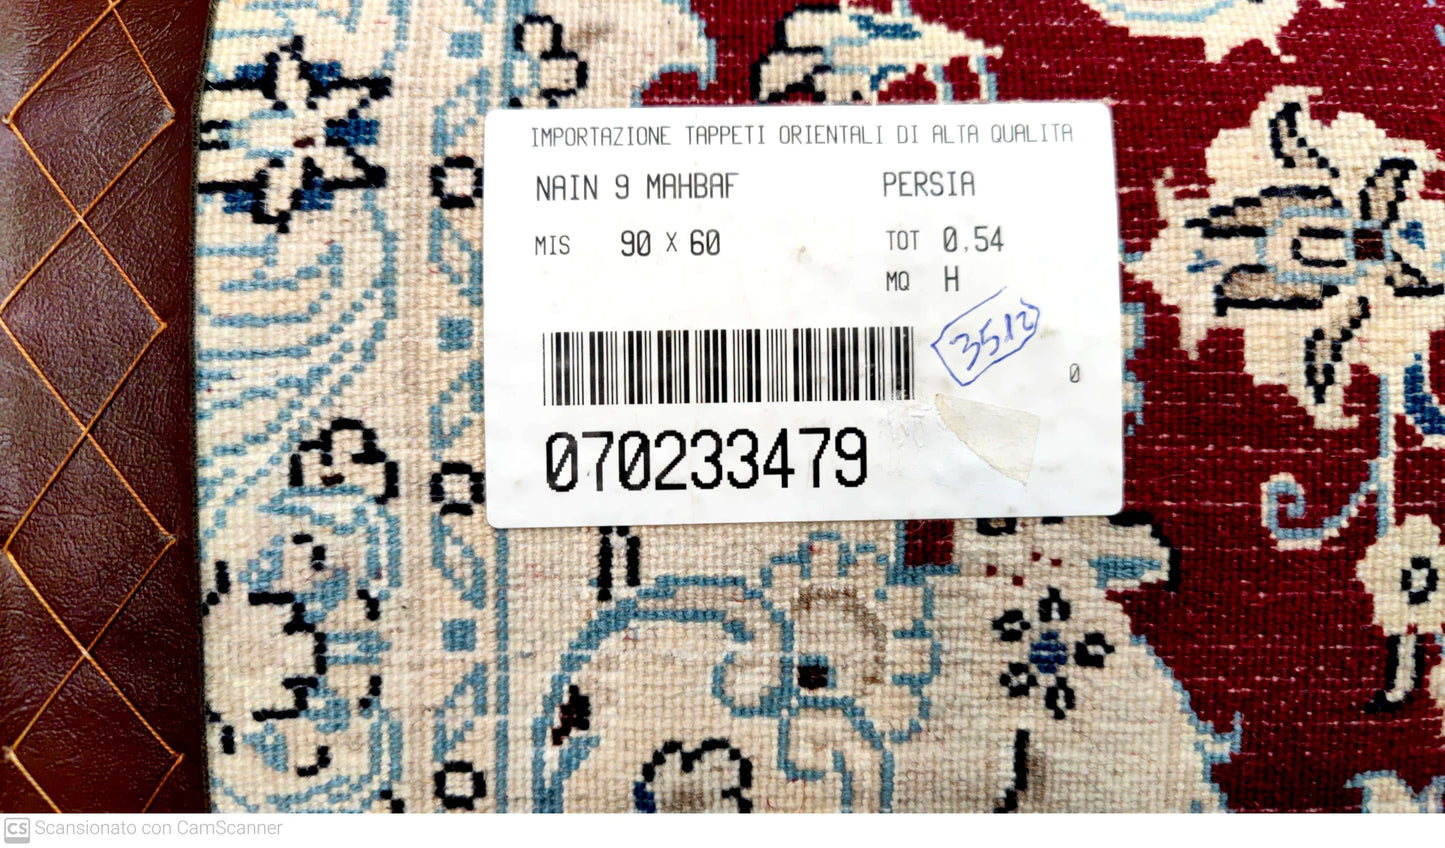 IMPORTAZIONE TAPPETI ORIENTALI DI ALTA QUALITA
NAIN 9 MAHBAF PERSIA
MIS 90 X 60 TOT 0,54
MQ H
3512
0
070233479
CS Scansionato con CamScanner